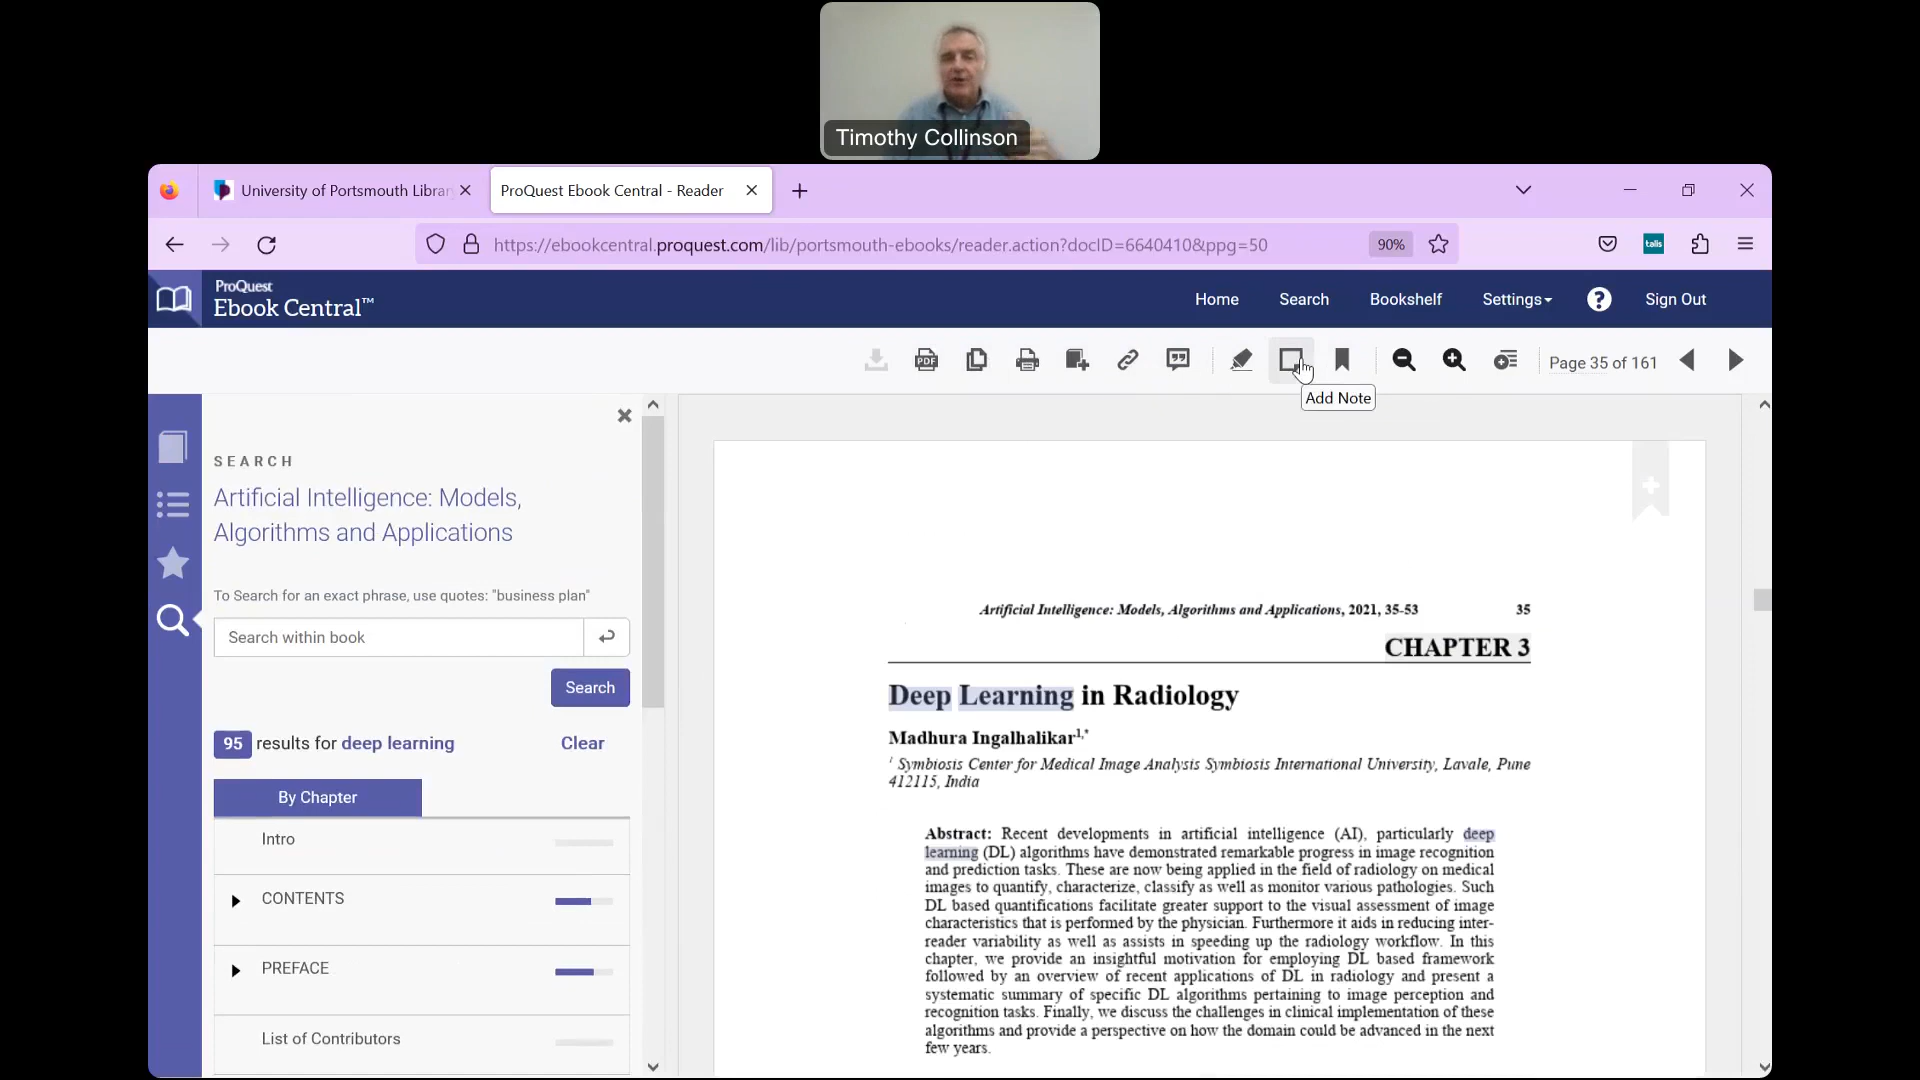 Timothy Collinson
University of Portsmouth Librar
ProQuest Ebook Central - Reader
https://ebookcentral.proquest.com/lib/portsmouth-ebooks/reader.action?docID=6640410&ppg=50
90%
talis
ProQuest
Ebook Central™
Home
Search
Bookshelf
Settings
?
Sign Out
PDF
Page 35 of 161
Add Note
SEARCH
Artificial Intelligence: Models,
Algorithms and Applications
To Search for an exact phrase, use quotes: "business plan"
Search within book
Search
95 results for deep learning
Clear
By Chapter
Intro
CONTENTS
PREFACE
List of Contributors
Artificial Intelligence: Models, Algorithms and Applications, 2021, 35-53 35
CHAPTER 3
Deep Learning in Radiology
Madhura Ingalhalikar1,*
1 Symbiosis Center for Medical Image Analysis Symbiosis International University, Lavale, Pune
412115, India
Abstract: Recent developments in artificial intelligence (AI), particularly deep
learning (DL) algorithms have demonstrated remarkable progress in image recognition
and prediction tasks. These are now being applied in the field of radiology on medical
images to quantify, characterize, classify as well as monitor various pathologies. Such
DL based quantifications facilitate greater support to the visual assessment of image
characteristics that is performed by the physician. Furthermore it aids in reducing inter-
reader variability as well as assists in speeding up the radiology workflow. In this
chapter, we provide an insightful motivation for employing DL based framework
followed by an overview of recent applications of DL in radiology and present a
systematic summary of specific DL algorithms pertaining to image perception and
recognition tasks. Finally, we discuss the challenges in clinical implementation of these
algorithms and provide a perspective on how the domain could be advanced in the next
few years.